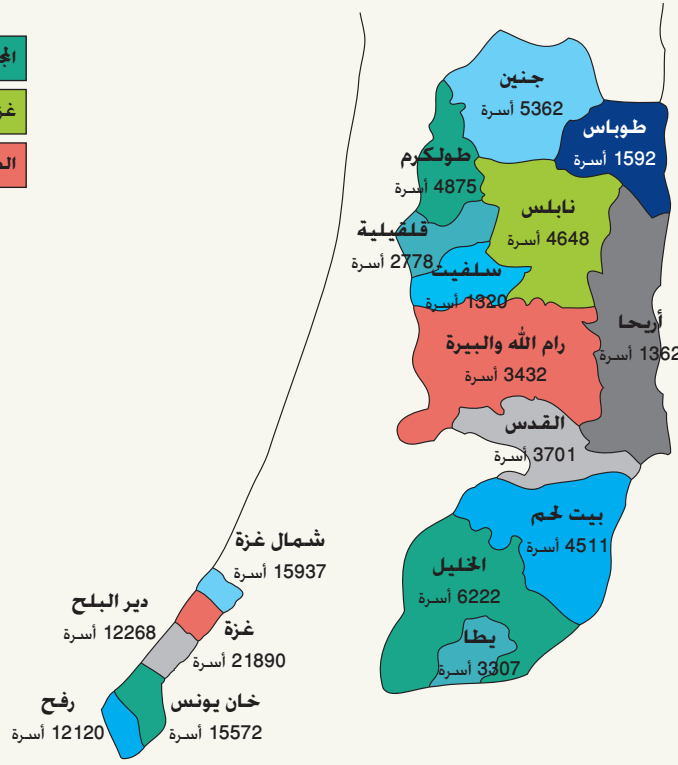 جنين
5362 أسرة
طوباس
1592 أسرة
طولكرم
4875 أسرة
نابلس
4648 أسرة
قلقيلية
2778 أسرة
سلفيت
1320 أسرة
أريحا
1362 أسرة
رام الله والبيرة
3432 أسرة
القدس
3701 أسرة
بيت لحم
4511 أسرة
الخليل
6222 أسرة
يطا
3307 أسرة
شمال غزة
15937 أسرة
غزة
21890 أسرة
دير البلح
12268 أسرة
خان يونس
15572 أسرة
رفح
12120 أسرة